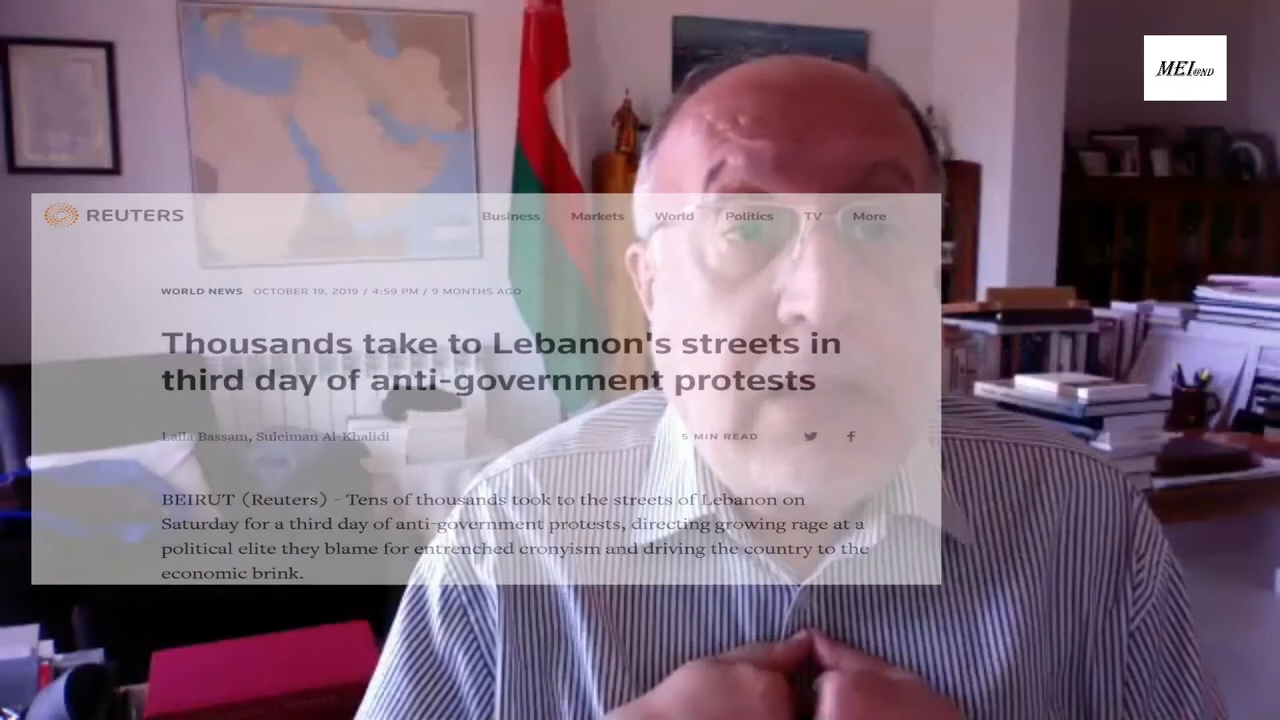 MEI@ND
REUTERS
Business Markets World Politics TV More
WORLD NEWS OCTOBER 19, 2019 / 4:59 PM / 9 MONTHS AGO
Thousands take to Lebanon's streets in
third day of anti-government protests
Laila Bassam, Suleiman Al-Khalidi
5 MIN READ
BEIRUT (Reuters) - Tens of thousands took to the streets of Lebanon on
Saturday for a third day of anti-government protests, directing growing rage at a
political elite they blame for entrenched cronyism and driving the country to the
economic brink.